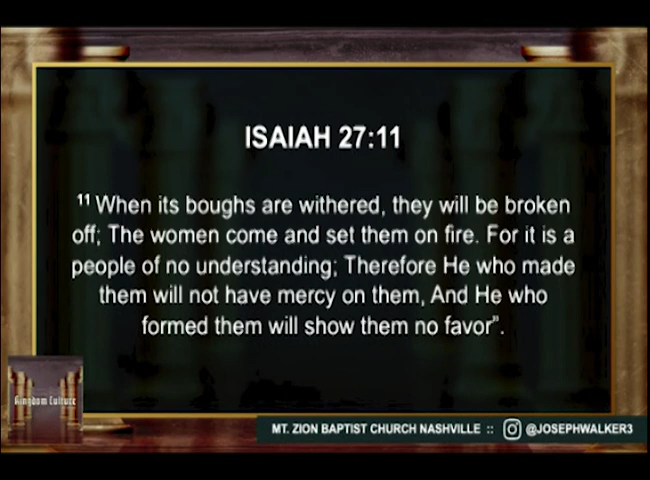 ISAIAH 27:11
11 When its boughs are withered, they will be broken
off; The women come and set them on fire. For it is a
people of no understanding; Therefore He who made
them will not have mercy on them, And He who
formed them will show them no favor”.
Kingdom Culture
MT. ZION BAPTIST CHURCH NASHVILLE :: @JOSEPHWALKER3